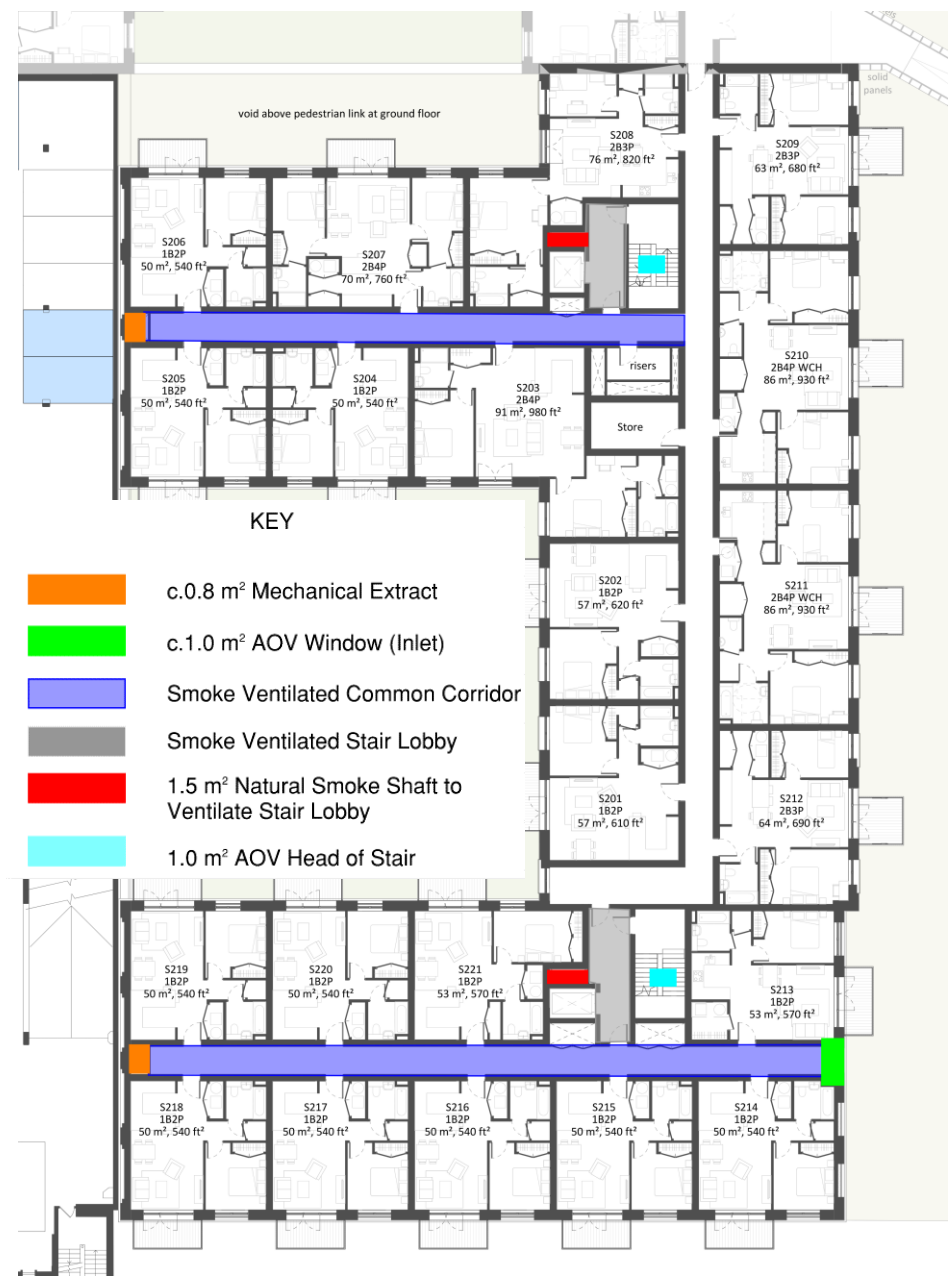 solid
panels
void above pedestrian link at ground floor
S208
2B3P
76 m², 820 ft²
S209
2B3P
63 m², 680 ft²
S206
1B2P
50 m², 540 ft²
S207
2B4P
70 m², 760 ft²
S210
2B4P WCH
86 m², 930 ft²
S205
1B2P
50 m², 540 ft²
S204
1B2P
50 m², 540 ft²
S203
2B4P
91 m², 980 ft²
risers
Store
KEY
c.0.8 m² Mechanical Extract
c.1.0 m² AOV Window (Inlet)
Smoke Ventilated Common Corridor
Smoke Ventilated Stair Lobby
1.5 m² Natural Smoke Shaft to
Ventilate Stair Lobby
1.0 m² AOV Head of Stair
S202
1B2P
57 m², 620 ft²
S211
2B4P WCH
86 m², 930 ft²
S201
1B2P
57 m², 610 ft²
S212
2B3P
64 m², 690 ft²
S219
1B2P
50 m², 540 ft²
S220
1B2P
50 m², 540 ft²
S221
1B2P
53 m², 570 ft²
S213
1B2P
53 m², 570 ft²
S218
1B2P
50 m², 540 ft²
S217
1B2P
50 m², 540 ft²
S216
1B2P
50 m², 540 ft²
S215
1B2P
50 m², 540 ft²
S214
1B2P
50 m², 540 ft²